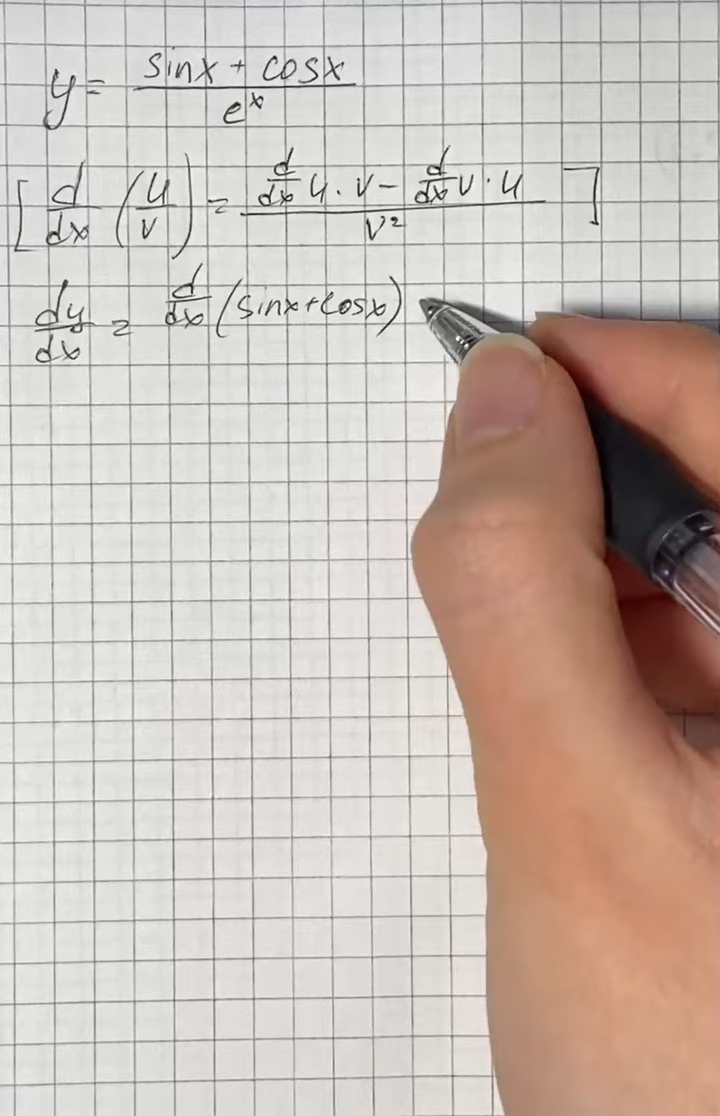 y = (sinx + cosx) / e^x
[ d/dx (u/v) = (d/dx u · v - d/dx v · u) / v² ]
dy/dx = d/dx (sinx+cosx)